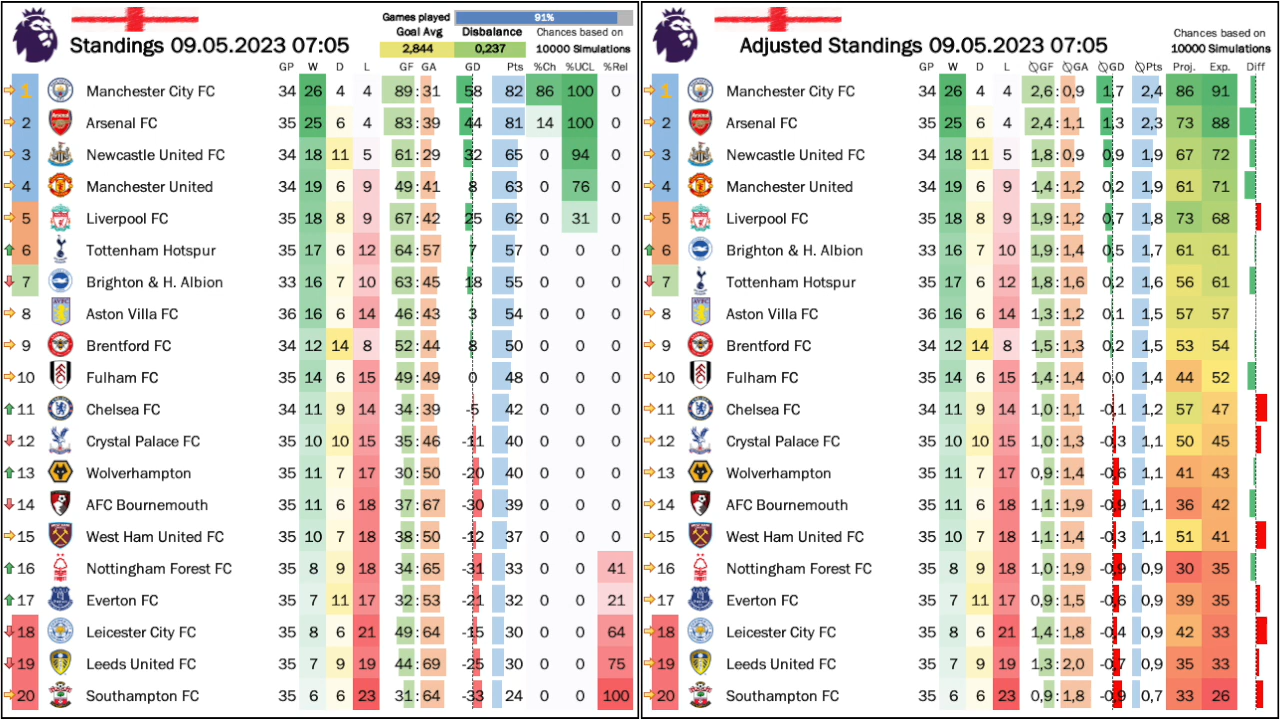 Games played 91%
Goal Avg Disbalance Chances based on
Standings 09.05.2023 07:05 2,844 0,237 10000 Simulations
GP W D L GF GA GD Pts %Ch %UCL %Rel
1 Manchester City FC 34 26 4 4 89 : 31 58 82 86 100 0
2 Arsenal FC 35 25 6 4 83 : 39 44 81 14 100 0
3 Newcastle United FC 34 18 11 5 61 : 29 32 65 0 94 0
4 Manchester United 34 19 6 9 49 : 41 8 63 0 76 0
5 Liverpool FC 35 18 8 9 67 : 42 25 62 0 31 0
6 Tottenham Hotspur 35 17 6 12 64 : 57 7 57 0 0 0
7 Brighton & H. Albion 33 16 7 10 63 : 45 18 55 0 0 0
8 Aston Villa FC 36 16 6 14 46 : 43 3 54 0 0 0
9 Brentford FC 34 12 14 8 52 : 44 8 50 0 0 0
10 Fulham FC 35 14 6 15 49 : 49 0 48 0 0 0
11 Chelsea FC 34 11 9 14 34 : 39 -5 42 0 0 0
12 Crystal Palace FC 35 10 10 15 35 : 46 -11 40 0 0 0
13 Wolverhampton 35 11 7 17 30 : 50 -20 40 0 0 0
14 AFC Bournemouth 35 11 6 18 37 : 67 -30 39 0 0 0
15 West Ham United FC 35 10 7 18 38 : 50 -12 37 0 0 0
16 Nottingham Forest FC 35 8 9 18 34 : 65 -31 33 0 0 41
17 Everton FC 35 7 11 17 32 : 53 -21 32 0 0 21
18 Leicester City FC 35 8 6 21 49 : 64 -15 30 0 0 64
19 Leeds United FC 35 7 9 19 44 : 69 -25 30 0 0 75
20 Southampton FC 35 6 6 23 31 : 64 -33 24 0 0 100
Chances based on
Adjusted Standings 09.05.2023 07:05 10000 Simulations
GP W D L ∅GF ∅GA ∅GD ∅Pts Proj. Exp. Diff
1 Manchester City FC 34 26 4 4 2,6 : 0,9 1,7 2,4 86 91
2 Arsenal FC 35 25 6 4 2,4 : 1,1 1,3 2,3 73 88
3 Newcastle United FC 34 18 11 5 1,8 : 0,9 0,9 1,9 67 72
4 Manchester United 34 19 6 9 1,4 : 1,2 0,2 1,9 61 71
5 Liverpool FC 35 18 8 9 1,9 : 1,2 0,7 1,8 73 68
6 Brighton & H. Albion 33 16 7 10 1,9 : 1,4 0,5 1,7 61 61
7 Tottenham Hotspur 35 17 6 12 1,8 : 1,6 0,2 1,6 56 61
8 Aston Villa FC 36 16 6 14 1,3 : 1,2 0,1 1,5 57 57
9 Brentford FC 34 12 14 8 1,5 : 1,3 0,2 1,5 53 54
10 Fulham FC 35 14 6 15 1,4 : 1,4 0,0 1,4 44 52
11 Chelsea FC 34 11 9 14 1,0 : 1,1 -0,1 1,2 57 47
12 Crystal Palace FC 35 10 10 15 1,0 : 1,3 -0,3 1,1 50 45
13 Wolverhampton 35 11 7 17 0,9 : 1,4 -0,6 1,1 41 43
14 AFC Bournemouth 35 11 6 18 1,1 : 1,9 -0,9 1,1 36 42
15 West Ham United FC 35 10 7 18 1,1 : 1,4 -0,3 1,1 51 41
16 Nottingham Forest FC 35 8 9 18 1,0 : 1,9 -0,9 0,9 30 35
17 Everton FC 35 7 11 17 0,9 : 1,5 -0,6 0,9 39 35
18 Leicester City FC 35 8 6 21 1,4 : 1,8 -0,4 0,9 42 33
19 Leeds United FC 35 7 9 19 1,3 : 2,0 -0,7 0,9 35 33
20 Southampton FC 35 6 6 23 0,9 : 1,8 -0,9 0,7 33 26